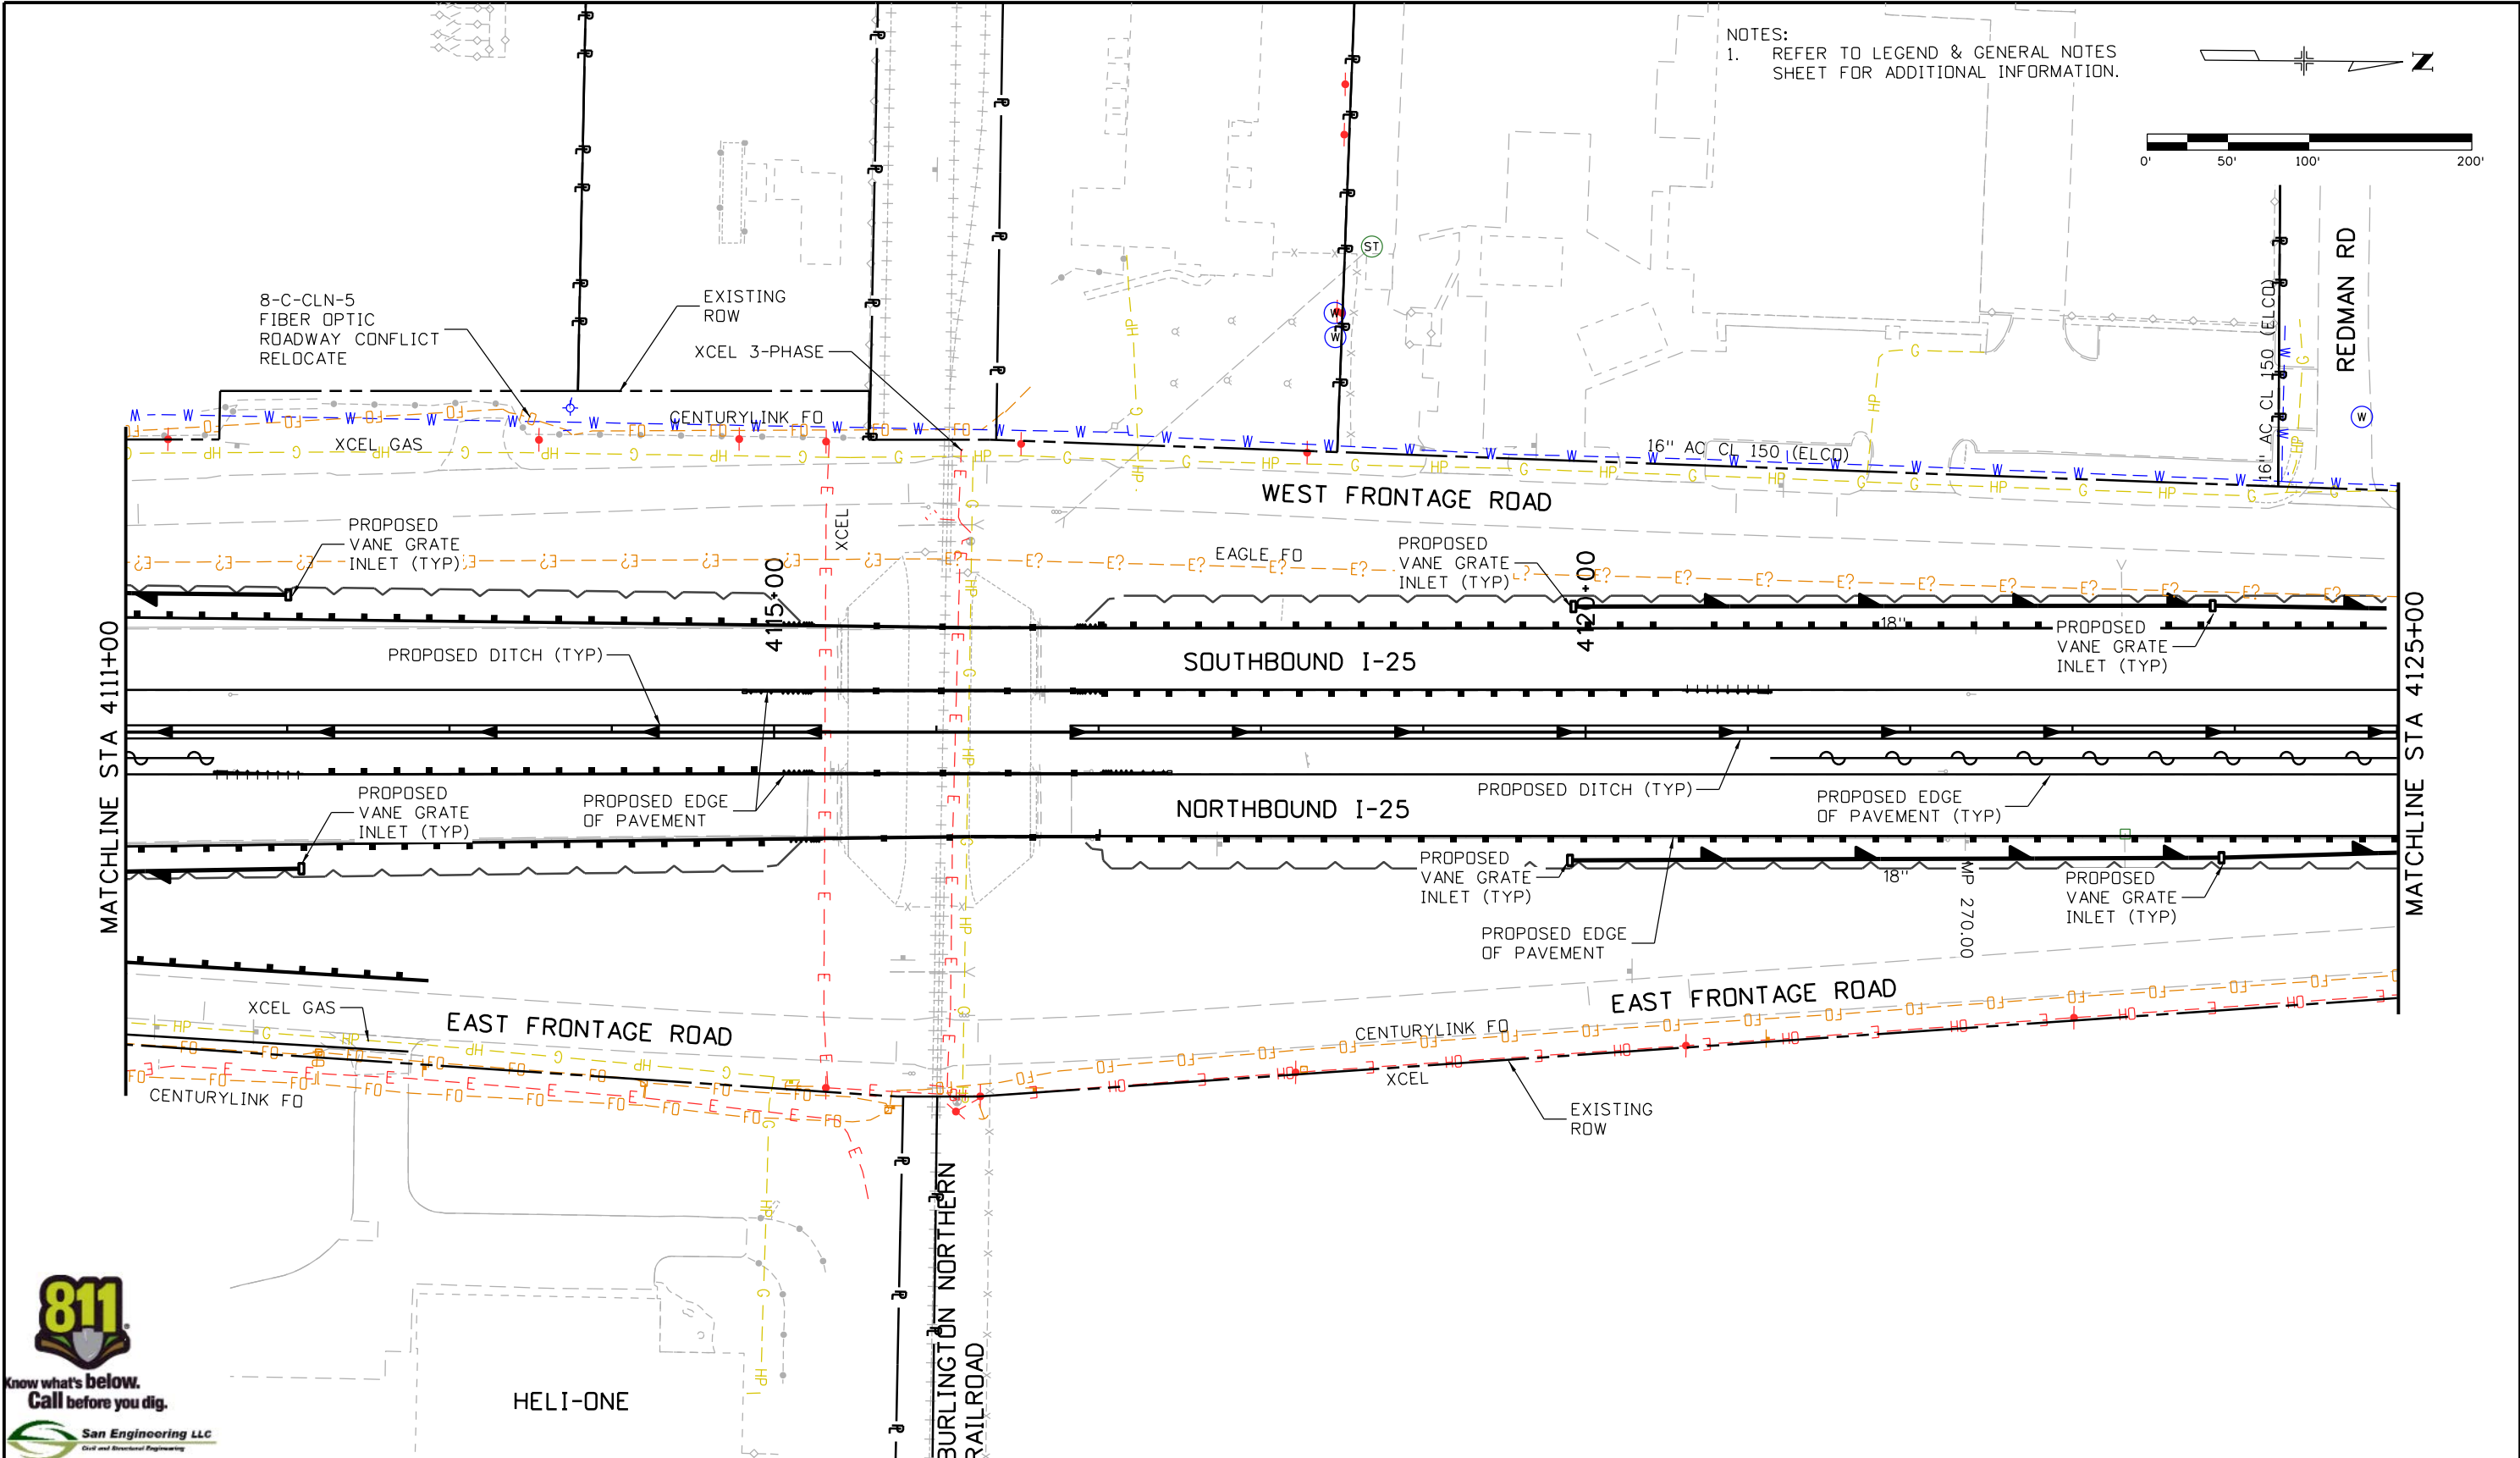 NOTES:
1. REFER TO LEGEND & GENERAL NOTES
SHEET FOR ADDITIONAL INFORMATION.
N
0' 50' 100' 200'
8-C-CLN-5
FIBER OPTIC
ROADWAY CONFLICT
RELOCATE
EXISTING
ROW
XCEL 3-PHASE
CENTURYLINK FO
XCEL GAS
ST
W
W
W
REDMAN RD
16" AC CL 150 (ELCO)
16" AC CL 150 (ELCO)
WEST FRONTAGE ROAD
XCEL
EAGLE FO
PROPOSED
VANE GRATE
INLET (TYP)
PROPOSED
VANE GRATE
INLET (TYP)
4115+00
4120+00
18"
PROPOSED
VANE GRATE
INLET (TYP)
MATCHLINE STA 4111+00
MATCHLINE STA 4125+00
PROPOSED DITCH (TYP)
SOUTHBOUND I-25
PROPOSED
VANE GRATE
INLET (TYP)
PROPOSED EDGE
OF PAVEMENT
NORTHBOUND I-25
PROPOSED DITCH (TYP)
PROPOSED EDGE
OF PAVEMENT (TYP)
PROPOSED
VANE GRATE
INLET (TYP)
18"
MP 270.00
PROPOSED
VANE GRATE
INLET (TYP)
PROPOSED EDGE
OF PAVEMENT
XCEL GAS
EAST FRONTAGE ROAD
EAST FRONTAGE ROAD
CENTURYLINK FO
XCEL
CENTURYLINK FO
EXISTING
ROW
BURLINGTON NORTHERN
RAILROAD
HELI-ONE
811
Know what's below.
Call before you dig.
San Engineering LLC
Civil and Structural Engineering